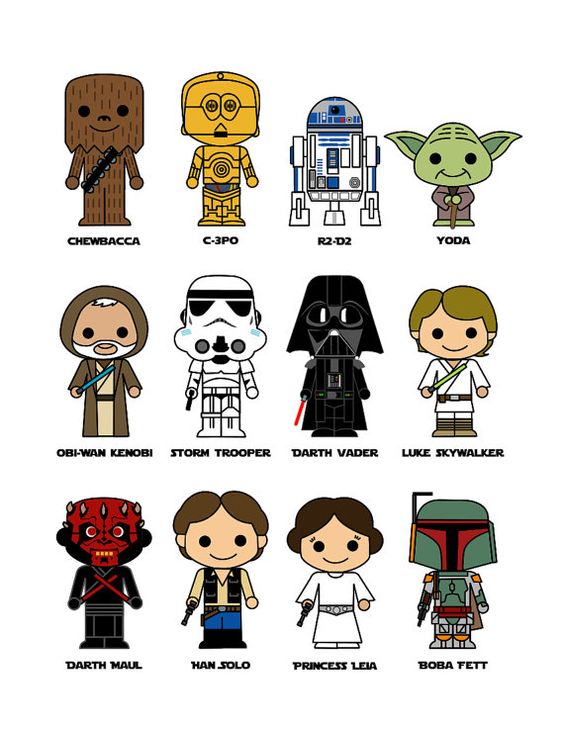 CHEWBACCA C-3PO R2-D2 YODA
OBI-WAN KENOBI STORM TROOPER DARTH VADER LUKE SKYWALKER
DARTH MAUL HAN SOLO PRINCESS LEIA BOBA FETT